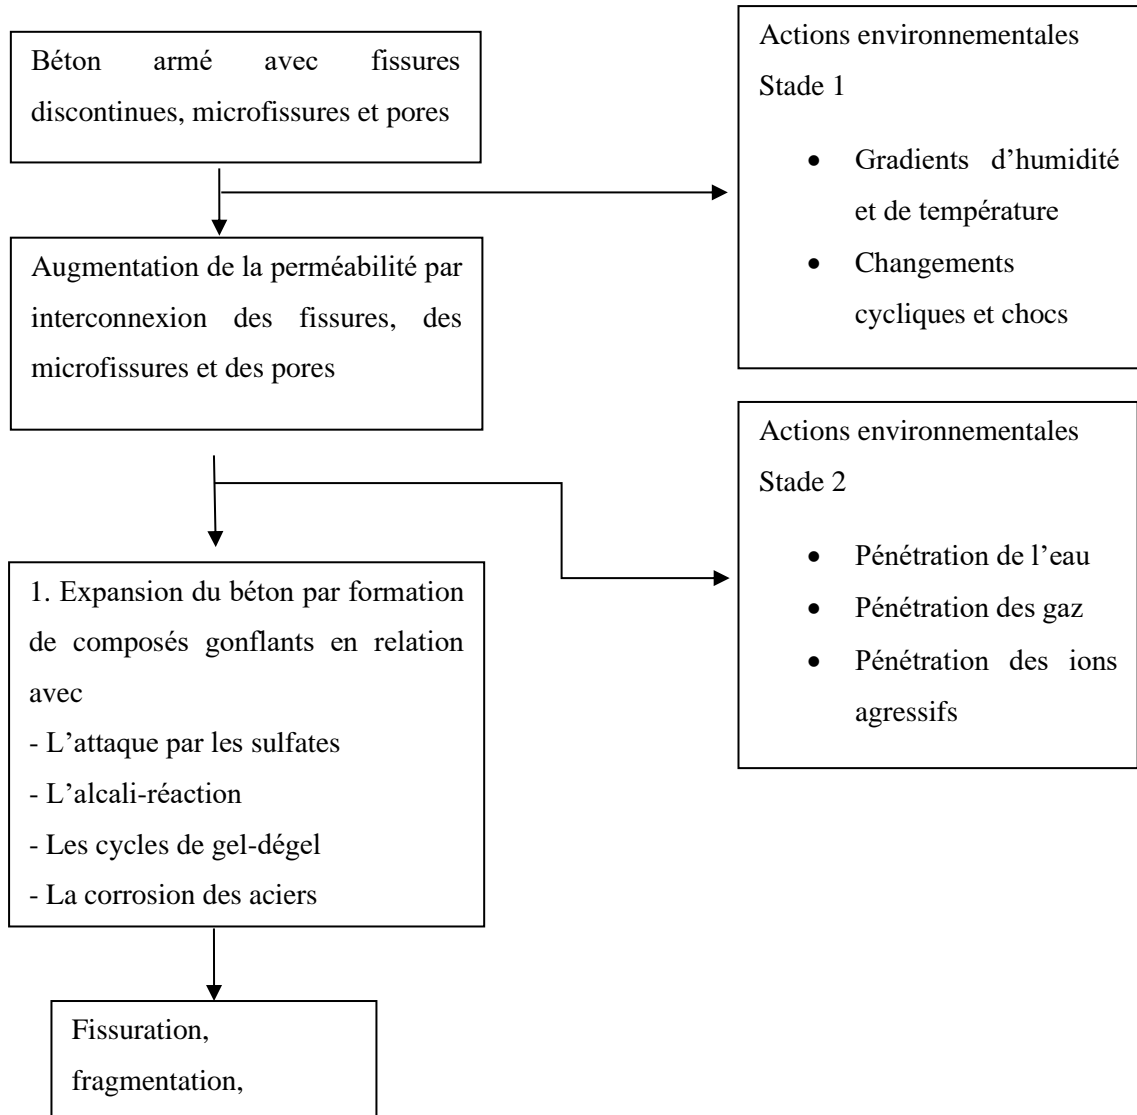 Béton armé avec fissures
discontinues, microfissures et pores
Actions environnementales
Stade 1
• Gradients d’humidité
et de température
• Changements
cycliques et chocs
Augmentation de la perméabilité par
interconnexion des fissures, des
microfissures et des pores
Actions environnementales
Stade 2
• Pénétration de l’eau
• Pénétration des gaz
• Pénétration des ions
agressifs
1. Expansion du béton par formation
de composés gonflants en relation
avec
- L’attaque par les sulfates
- L’alcali-réaction
- Les cycles de gel-dégel
- La corrosion des aciers
Fissuration,
fragmentation,